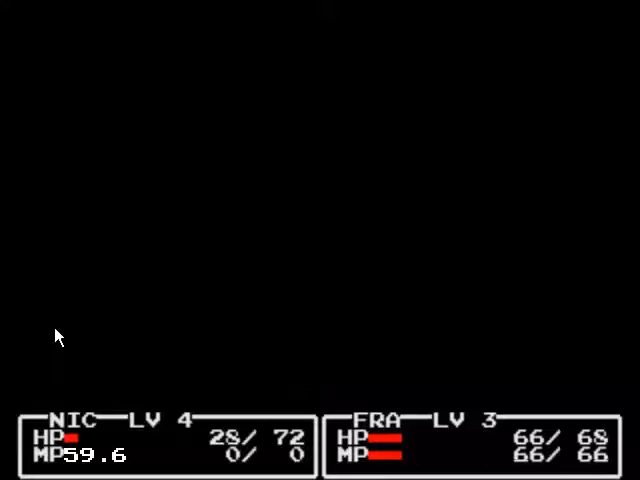 NIC LV 4
HP 28/ 72
MP59.6 0/ 0
FRA LV 3
HP 66/ 68
MP 66/ 66